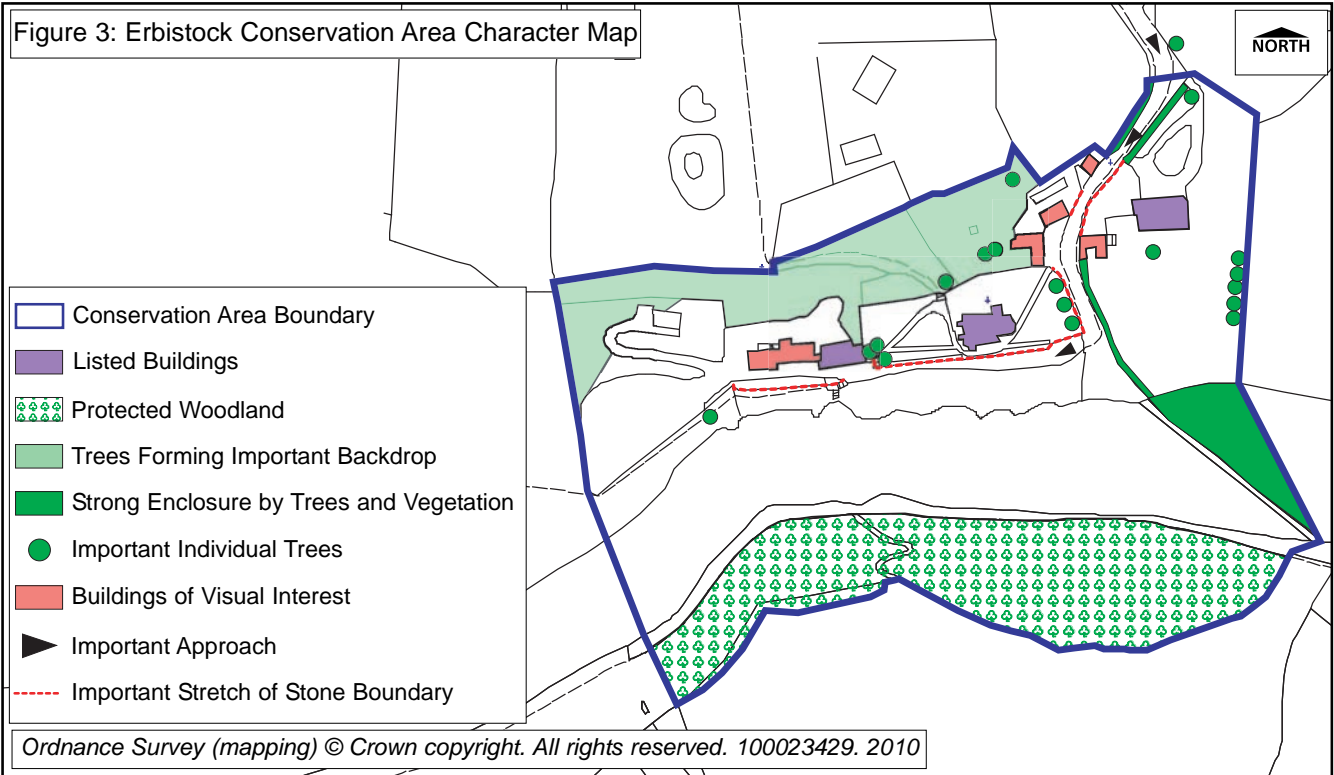 Figure 3: Erbistock Conservation Area Character Map
NORTH
Conservation Area Boundary
Listed Buildings
Protected Woodland
Trees Forming Important Backdrop
Strong Enclosure by Trees and Vegetation
Important Individual Trees
Buildings of Visual Interest
Important Approach
Important Stretch of Stone Boundary
Ordnance Survey (mapping) © Crown copyright. All rights reserved. 100023429. 2010